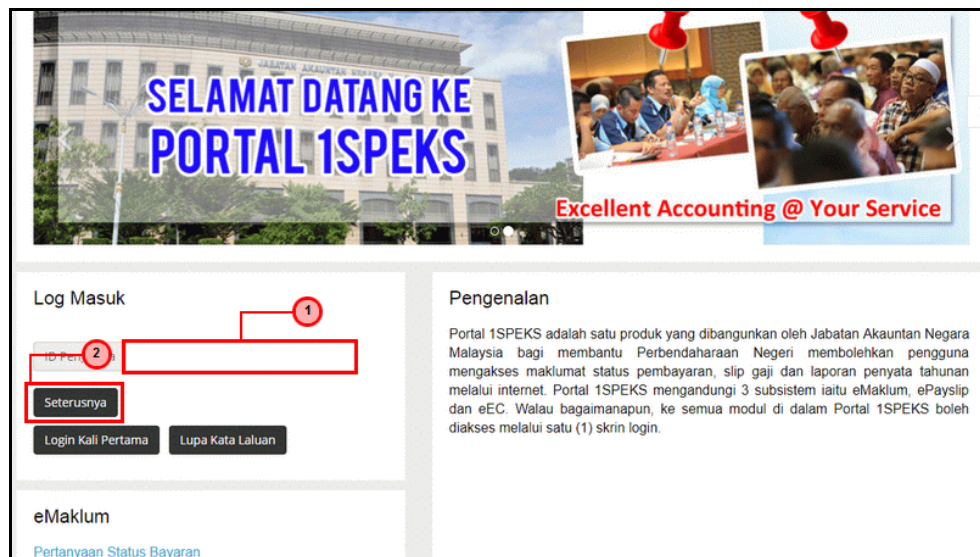 JABATAN AKAUNTAN NEGARA
SELAMAT DATANG KE
PORTAL 1SPEKS
Excellent Accounting @ Your Service
Log Masuk
1
ID
2
Seterusnya
Login Kali Pertama
Lupa Kata Laluan
eMaklum
Pertanyaan Status Bayaran
Pengenalan
Portal 1SPEKS adalah satu produk yang dibangunkan oleh Jabatan Akauntan Negara
Malaysia bagi membantu Perbendaharaan Negeri membolehkan pengguna
mengakses maklumat status pembayaran, slip gaji dan laporan penyata tahunan
melalui internet. Portal 1SPEKS mengandungi 3 subsistem iaitu eMaklum, ePayslip
dan eEC. Walau bagaimanapun, ke semua modul di dalam Portal 1SPEKS boleh
diakses melalui satu (1) skrin login.